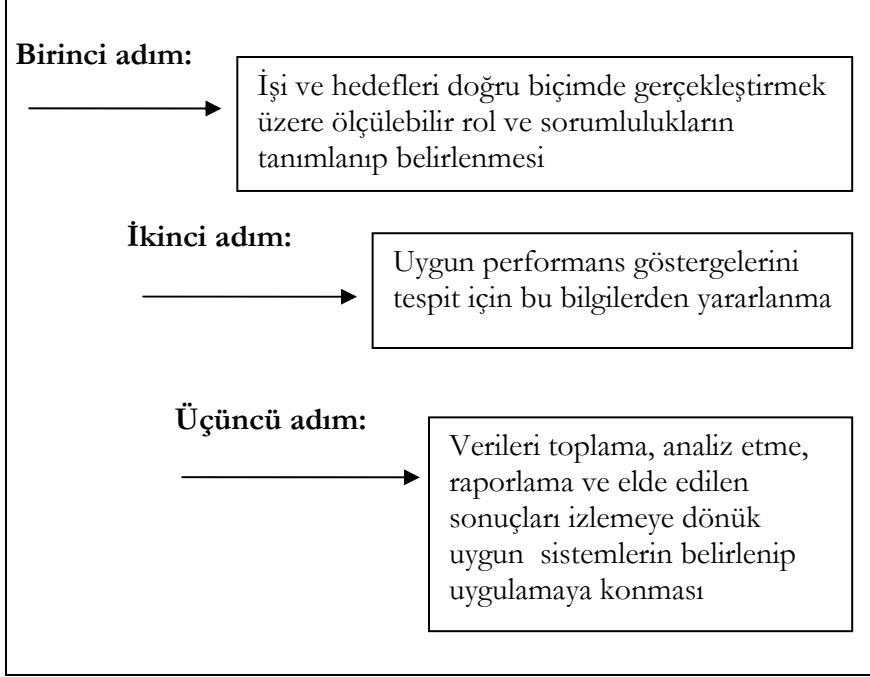 Birinci adım:
İşi ve hedefleri doğru biçimde gerçekleştirmek
üzere ölçülebilir rol ve sorumlulukların
tanımlanıp belirlenmesi
İkinci adım:
Uygun performans göstergelerini
tespit için bu bilgilerden yararlanma
Üçüncü adım:
Verileri toplama, analiz etme,
raporlama ve elde edilen
sonuçları izlemeye dönük
uygun sistemlerin belirlenip
uygulamaya konması